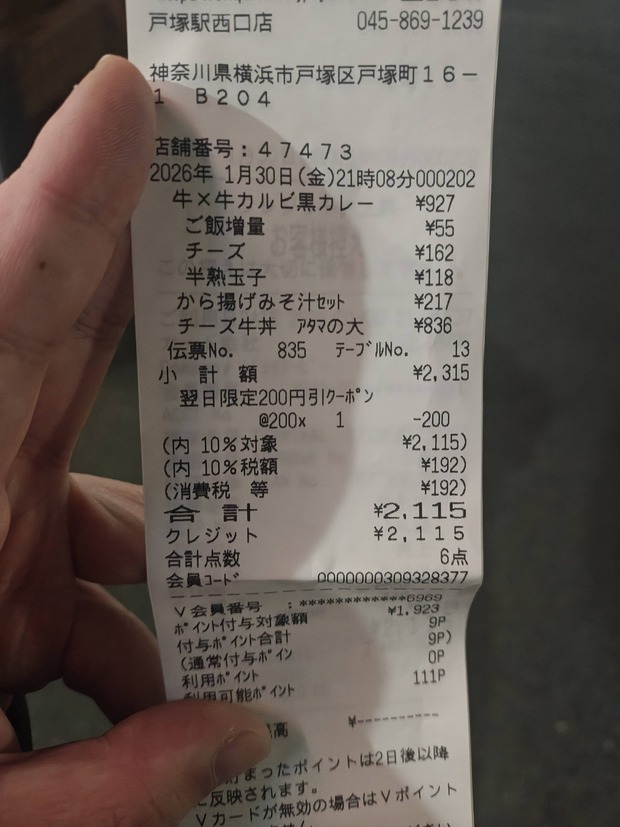 戸塚駅西口店 045-869-1239
神奈川県横浜市戸塚区戸塚町16-
1 B204
店舗番号:47473
2026年 1月30日(金)21時08分000202
牛×牛カルビ黒カレー ¥927
ご飯増量 ¥55
チーズ ¥162
半熟玉子 ¥118
から揚げみそ汁セット ¥217
チーズ牛丼 アタマの大 ¥836
伝票No. 835 テーブルNo. 13
小 計 額 ¥2,315
翌日限定200円引クーポン
@200x 1 -200
(内 10%対象 ¥2,115)
(内 10%税額 ¥192)
(消費税 等 ¥192)
合 計 ¥2,115
クレジット ¥2,115
合計点数 6点
会員コード 0000000309328377
V会員番号 :************6969
ポイント付与対象額 ¥1,923
付与ポイント合計 9P
(通常付与ポイン 9P)
利用ポイント 0P
利用可能ポイント 111P
高 ¥----------
貯まったポイントは2日後以降
に反映されます。
Vカードが無効の場合はVポイント